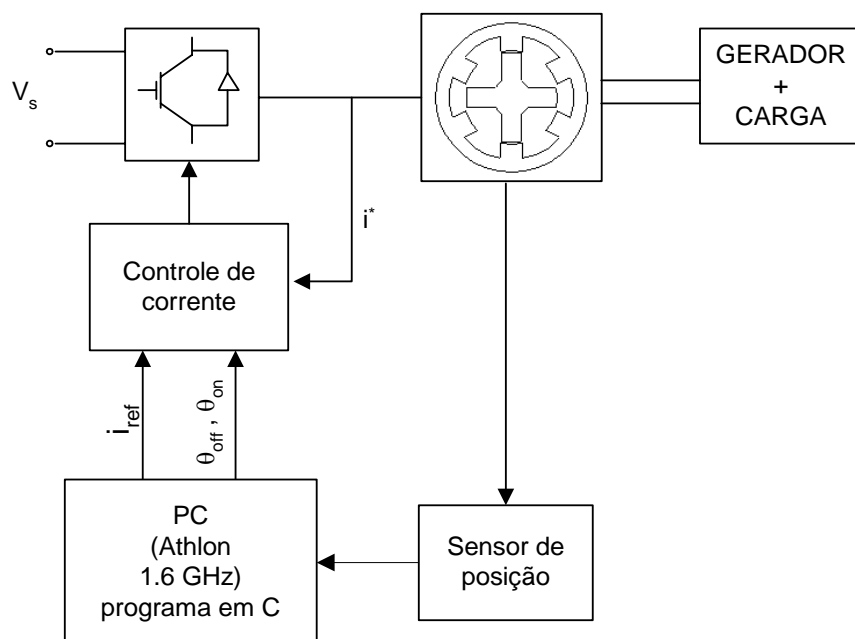 V_s
GERADOR
+
CARGA
i*
Controle de
corrente
i_ref
θ_off , θ_on
PC
(Athlon
1.6 GHz)
programa em C
Sensor de
posição